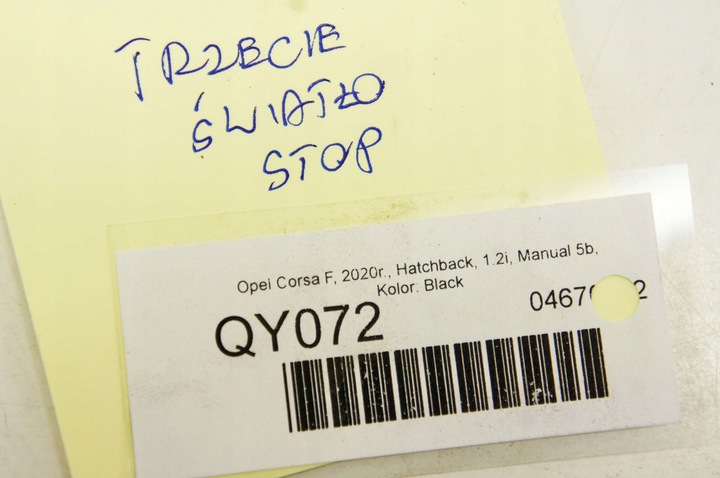 TRZECIE
ŚWIATŁO
STOP
Opel Corsa F, 2020r., Hatchback, 1.2i, Manual 5b,
Kolor: Black
QY072